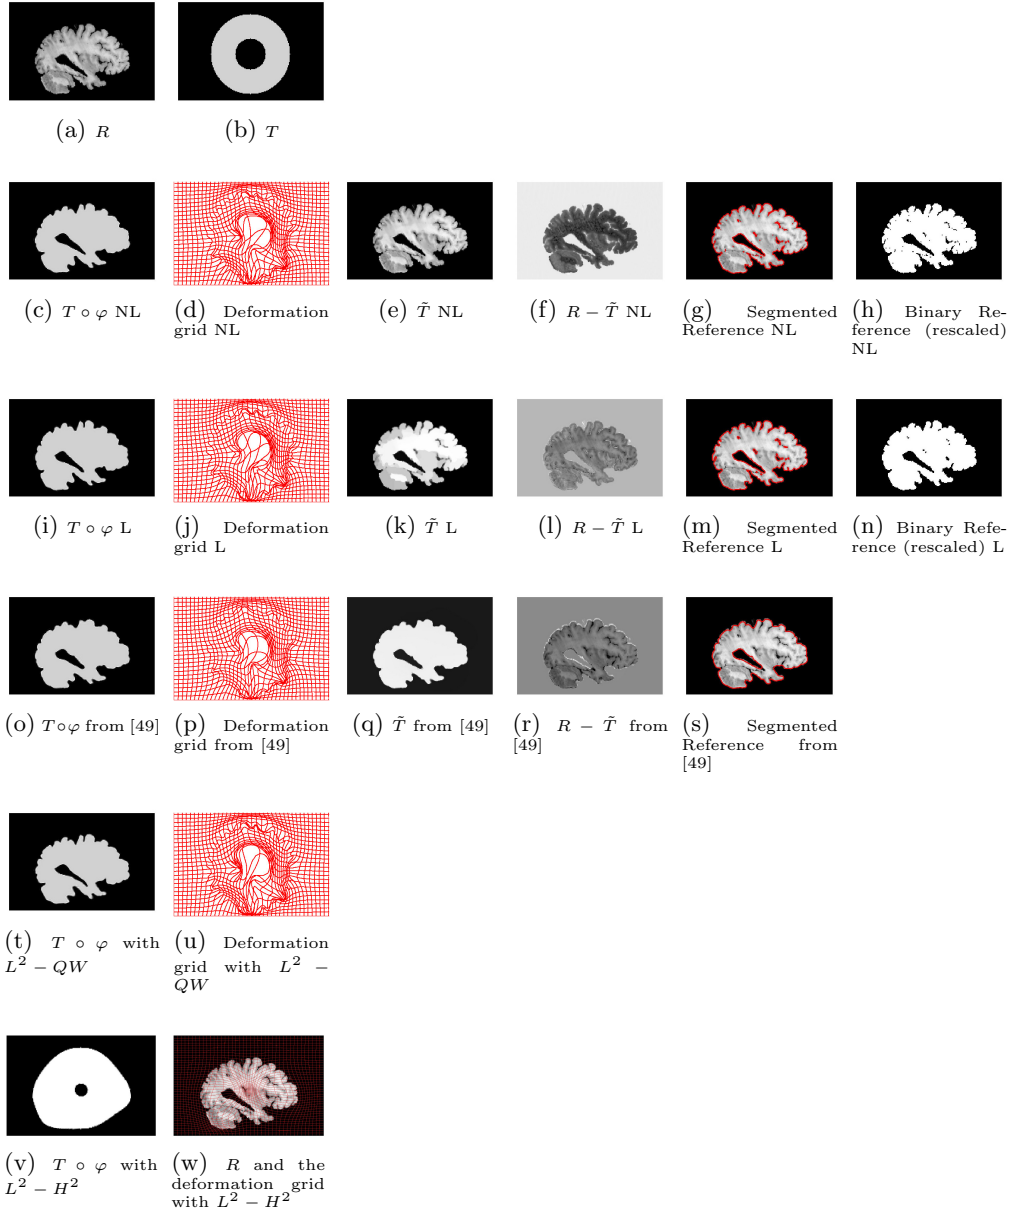 (a) R
(b) T
(c) T ∘ φ NL
(d) Deformation
grid NL
(e) T̃ NL
(f) R − T̃ NL
(g) Segmented
Reference NL
(h) Binary Re-
ference (rescaled)
NL
(i) T ∘ φ L
(j) Deformation
grid L
(k) T̃ L
(l) R − T̃ L
(m) Segmented
Reference L
(n) Binary Refe-
rence (rescaled) L
(o) T∘φ from [49]
(p) Deformation
grid from [49]
(q) T̃ from [49]
(r) R − T̃ from
[49]
(s) Segmented
Reference from
[49]
(t) T ∘ φ with
L² − QW
(u) Deformation
grid with L² −
QW
(v) T ∘ φ with
L² − H²
(w) R and the
deformation grid
with L² − H²